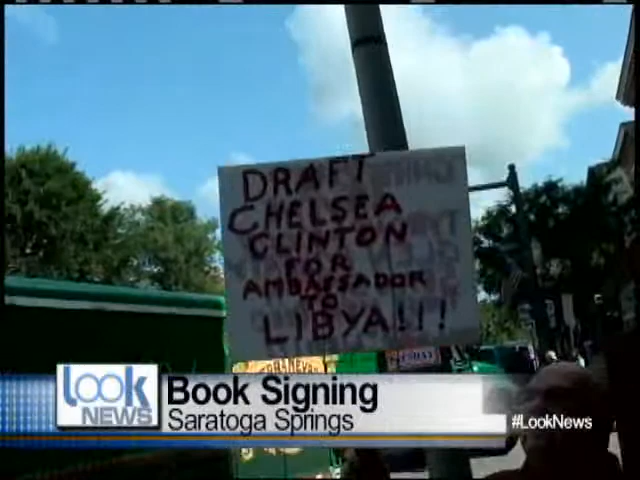 DRAFT
CHELSEA
CLINTON
FOR
AMBASSADOR
TO
LIBYA!!!
look
NEWS
Book Signing
Saratoga Springs
#LookNews